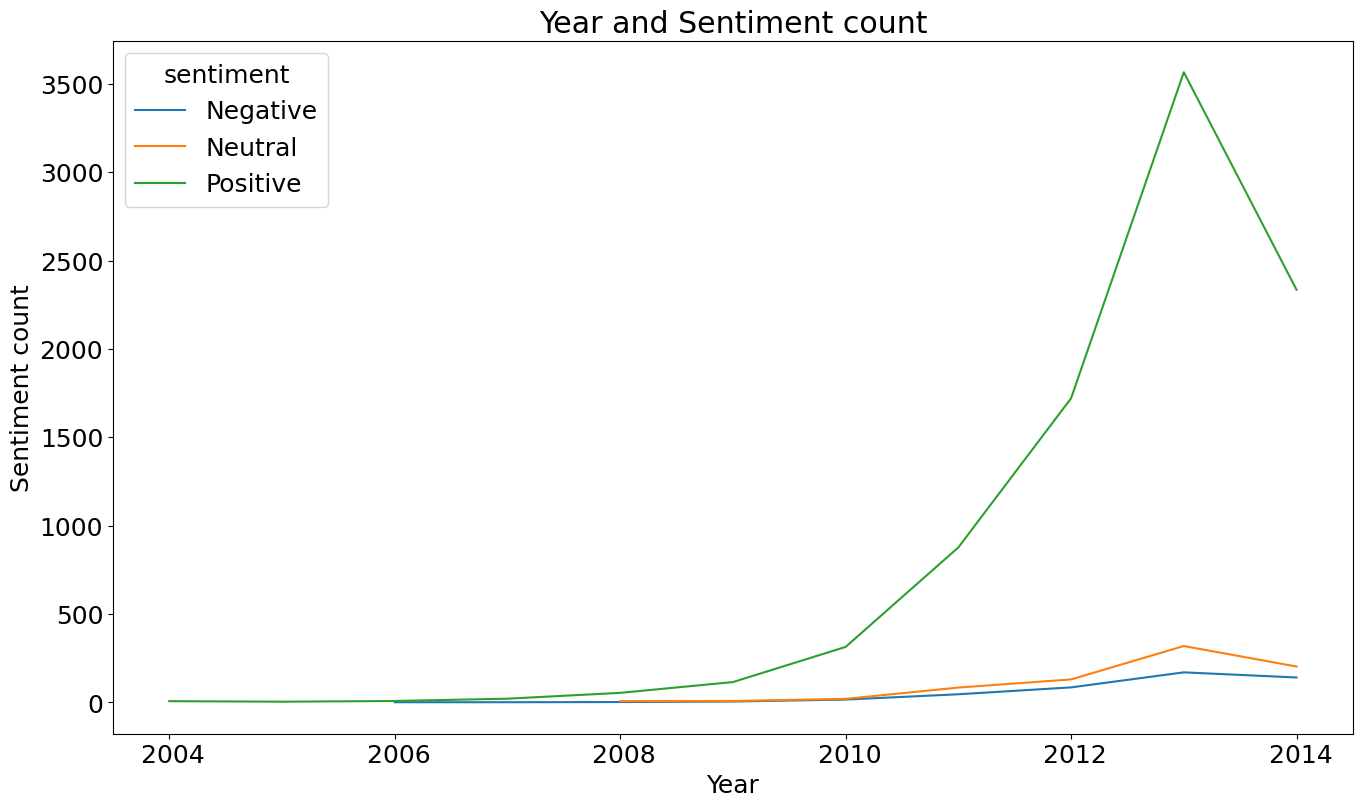 Year and Sentiment count
sentiment
Negative
Neutral
Positive
Sentiment count
3500
3000
2500
2000
1500
1000
500
0
2004 2006 2008 2010 2012 2014
Year